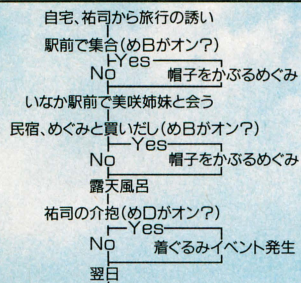 自宅、祐司から旅行の誘い
駅前で集合(めBがオン?)
Yes
No
帽子をかぶるめぐみ
いなか駅前で美咲姉妹と会う
民宿、めぐみと買いだし(めBがオン?)
Yes
No
帽子をかぶるめぐみ
露天風呂
祐司の介抱(めDがオン?)
Yes
No
着ぐるみイベント発生
翌日